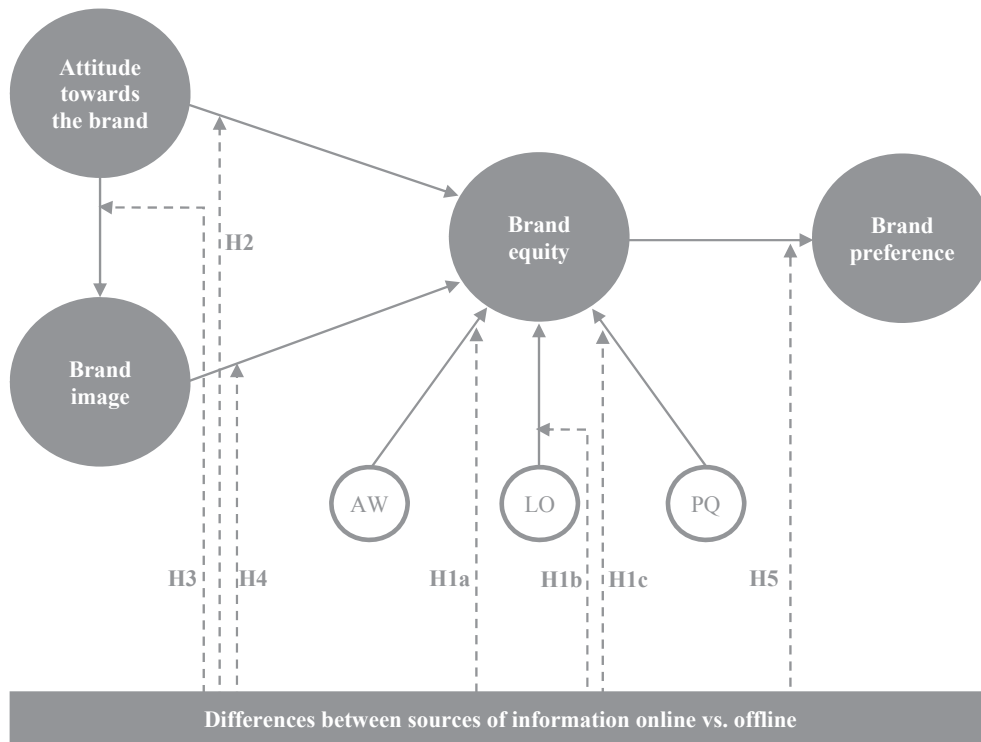 Attitude
towards
the brand
Brand
equity
Brand
preference
H2
Brand
image
AW
LO
PQ
H3
H4
H1a
H1b
H1c
H5
Differences between sources of information online vs. offline